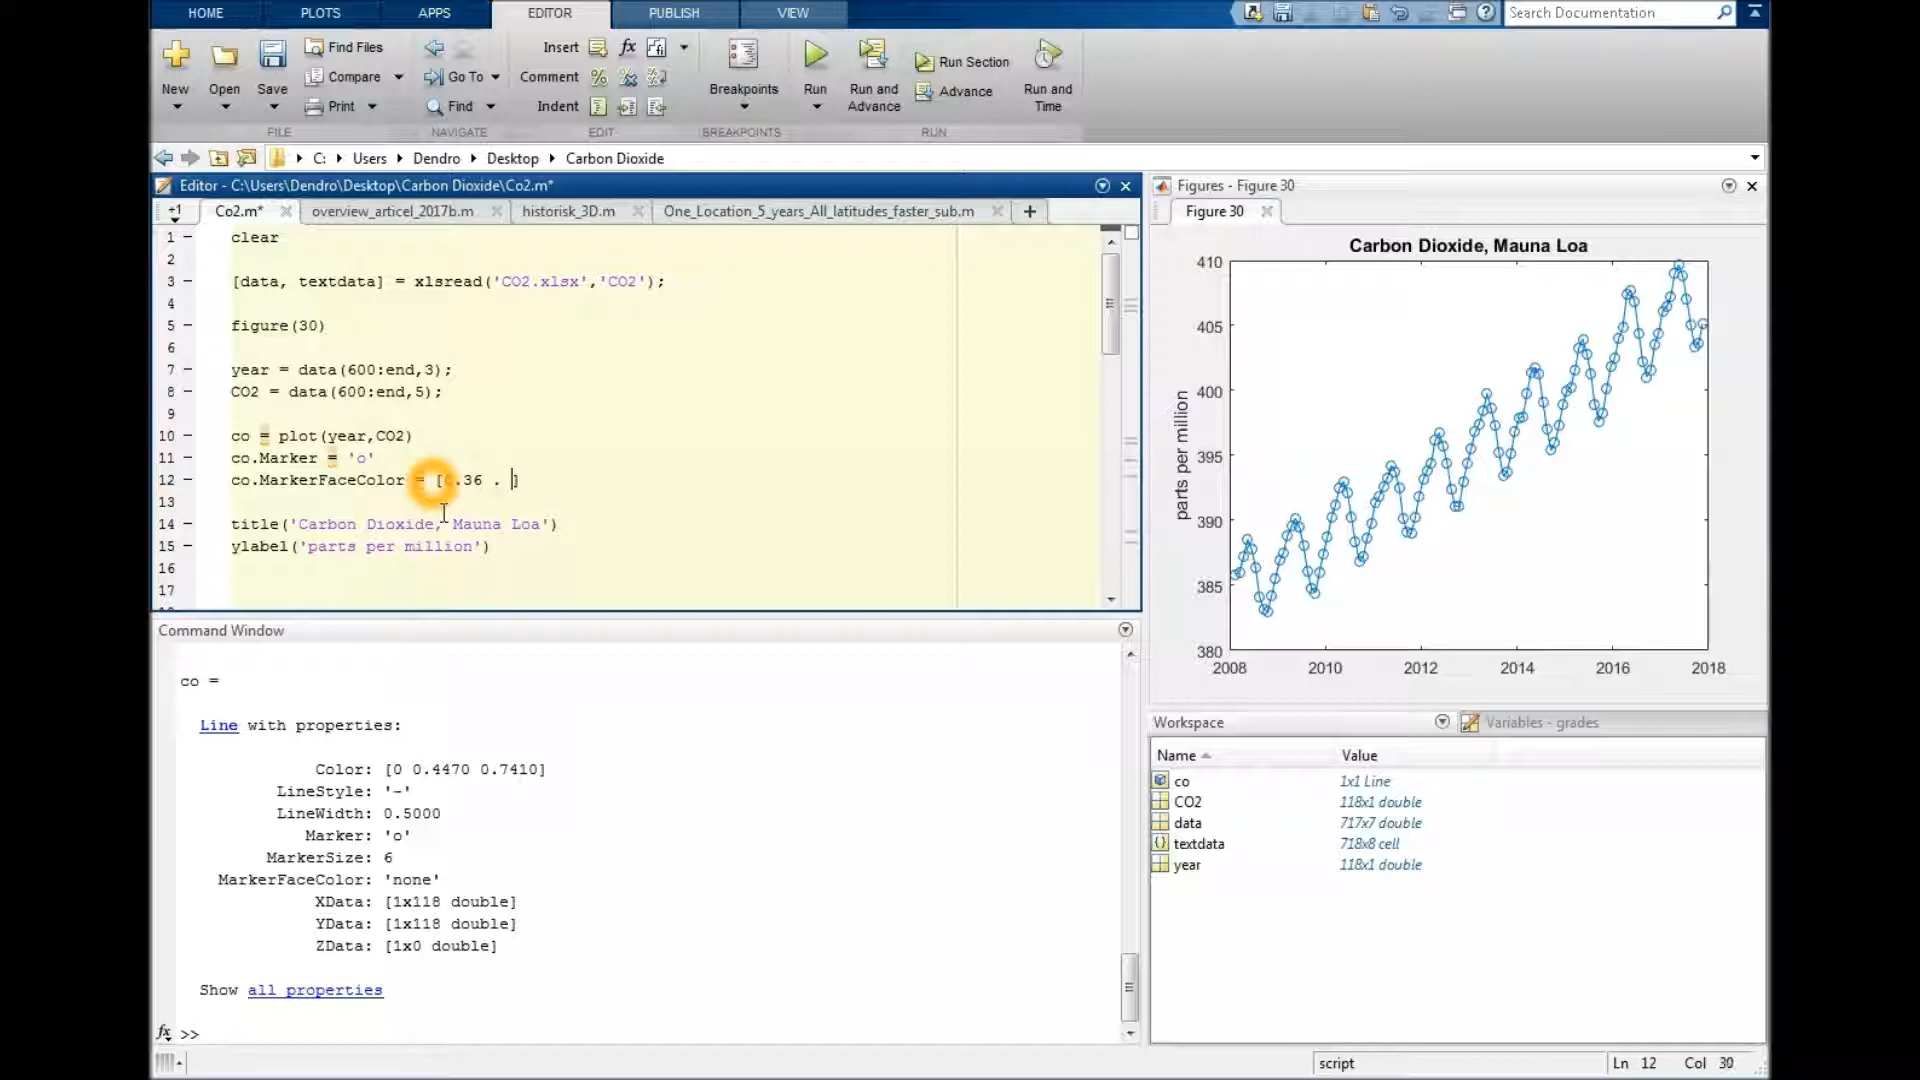 HOME PLOTS APPS EDITOR PUBLISH VIEW Search Documentation
New Open Save Find Files Compare Print Go To Find Insert fx Comment Indent Breakpoints Run Run and Advance Run Section Advance Run and Time
FILE NAVIGATE EDIT BREAKPOINTS RUN
C: Users Dendro Desktop Carbon Dioxide
Editor - C:\Users\Dendro\Desktop\Carbon Dioxide\Co2.m*
+1 Co2.m* overview_articel_2017b.m historisk_3D.m One_Location_5_years_All_latitudes_faster_sub.m +
1 - clear
2
3 - [data, textdata] = xlsread('CO2.xlsx','CO2');
4
5 - figure(30)
6
7 - year = data(600:end,3);
8 - CO2 = data(600:end,5);
9
10 - co = plot(year,CO2)
11 - co.Marker = 'o'
12 - co.MarkerFaceColor = [0.36 . ]
13
14 - title('Carbon Dioxide, Mauna Loa')
15 - ylabel('parts per million')
16
17
Command Window
co =
Line with properties:
Color: [0 0.4470 0.7410]
LineStyle: '-'
LineWidth: 0.5000
Marker: 'o'
MarkerSize: 6
MarkerFaceColor: 'none'
XData: [1x118 double]
YData: [1x118 double]
ZData: [1x0 double]
Show all properties
fx >>
Figures - Figure 30
Figure 30
Carbon Dioxide, Mauna Loa
parts per million
410
405
400
395
390
385
380
2008 2010 2012 2014 2016 2018
Workspace Variables - grades
Name Value
co 1x1 Line
CO2 118x1 double
data 717x7 double
textdata 718x8 cell
year 118x1 double
script Ln 12 Col 30